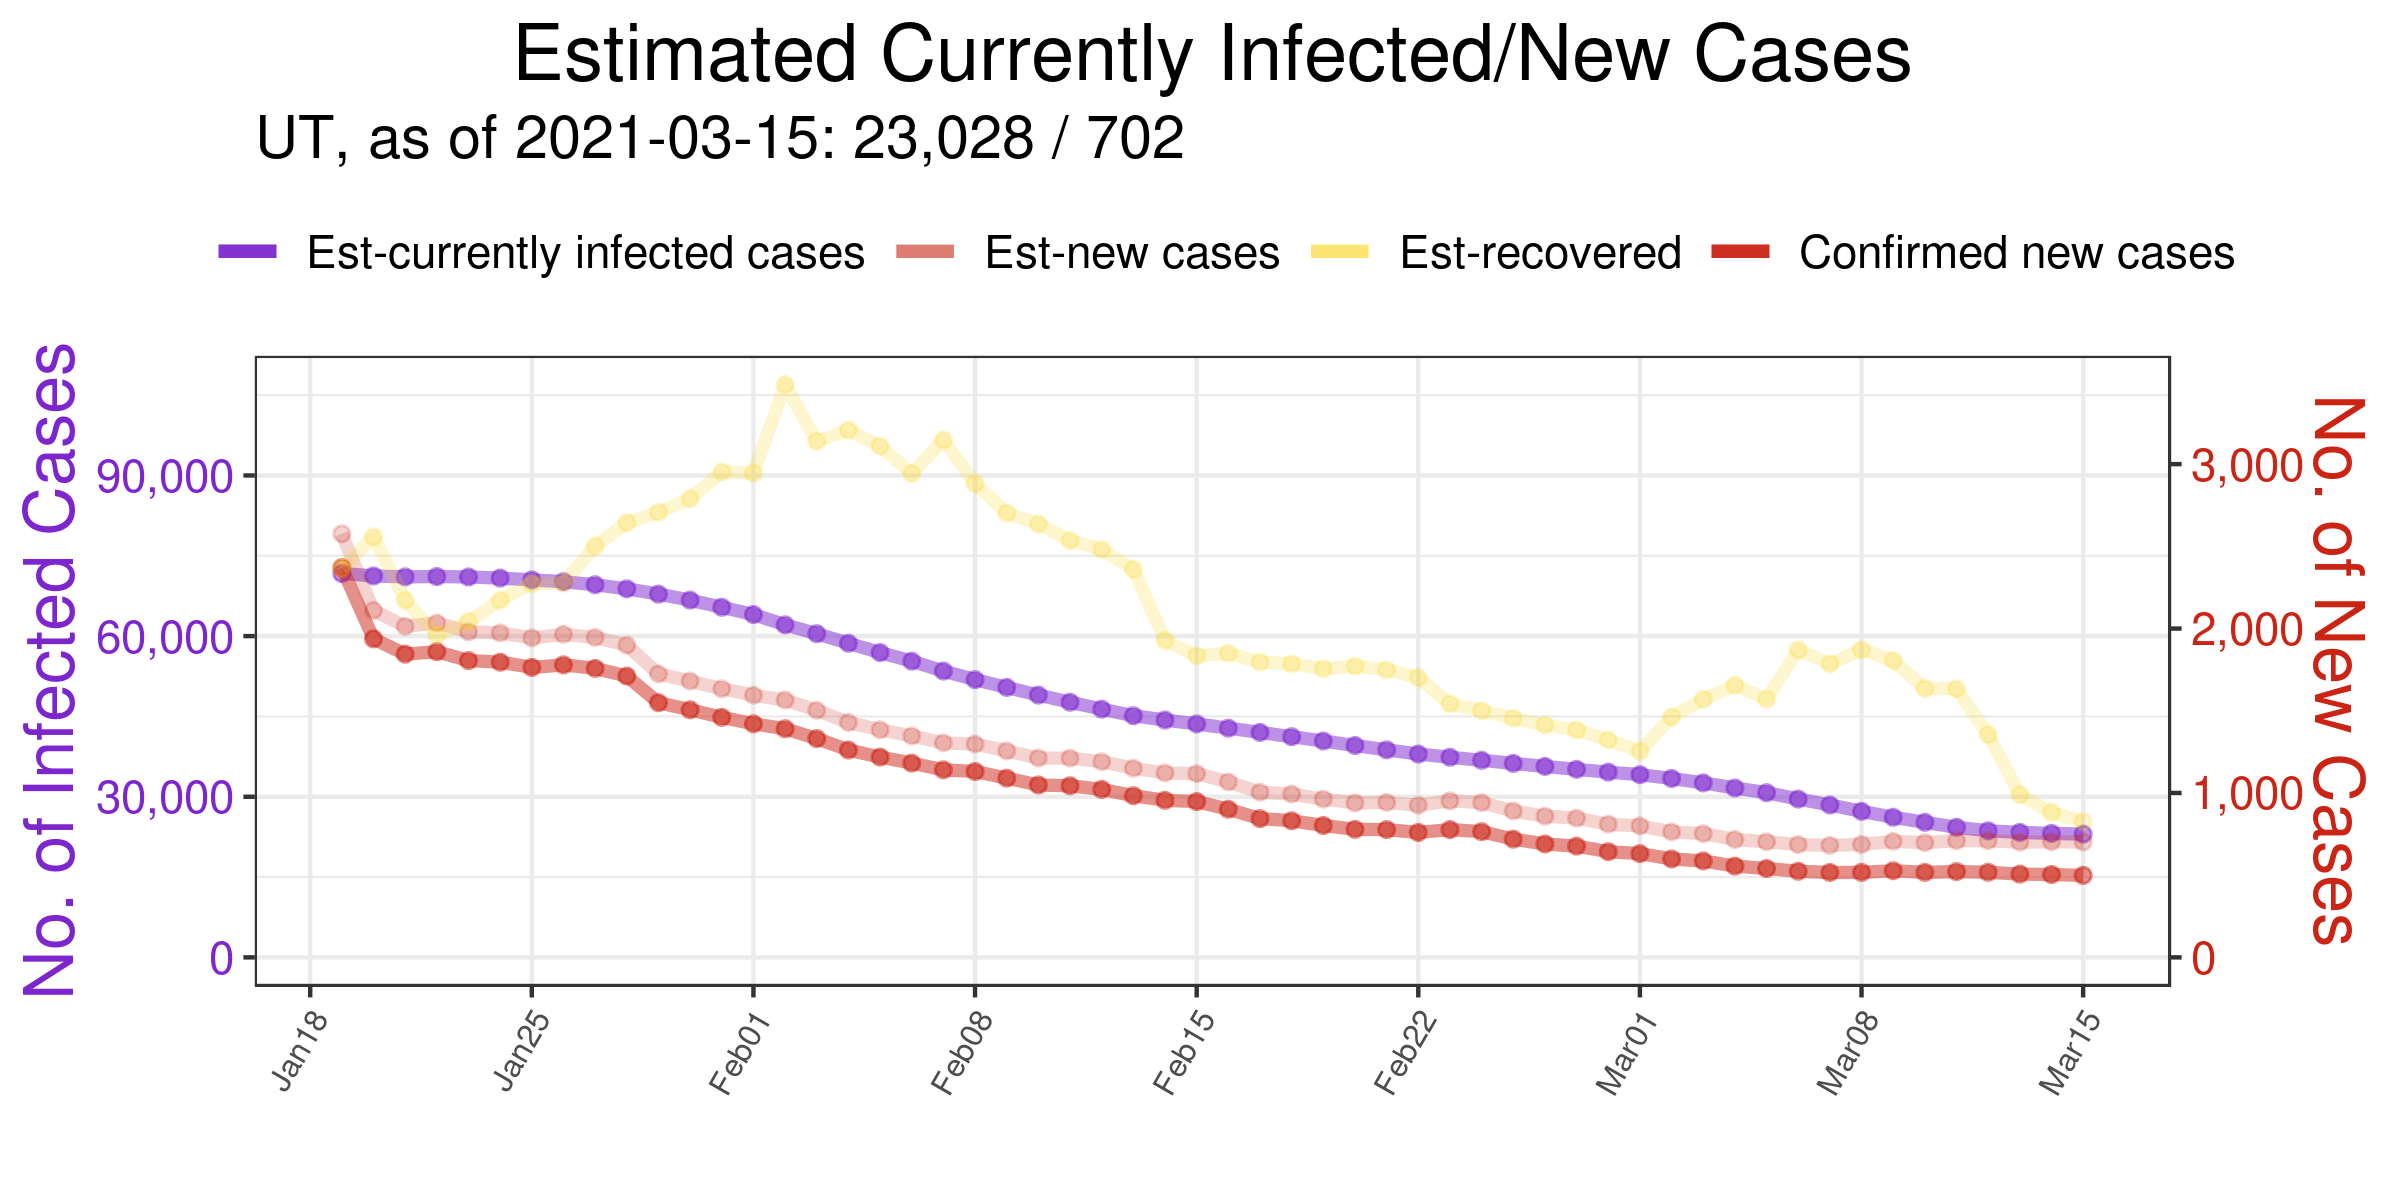 Estimated Currently Infected/New Cases
UT, as of 2021-03-15: 23,028 / 702
Est-currently infected cases Est-new cases Est-recovered Confirmed new cases
No. of Infected Cases
90,000
60,000
30,000
0
3,000
2,000
1,000
0
No. of New Cases
Jan18 Jan25 Feb01 Feb08 Feb15 Feb22 Mar01 Mar08 Mar15